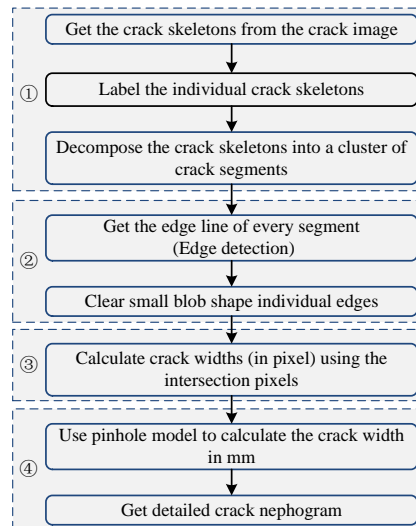 Get the crack skeletons from the crack image
①
Label the individual crack skeletons
Decompose the crack skeletons into a cluster of
crack segments
Get the edge line of every segment
(Edge detection)
②
Clear small blob shape individual edges
③
Calculate crack widths (in pixel) using the
intersection pixels
Use pinhole model to calculate the crack width
in mm
④
Get detailed crack nephogram